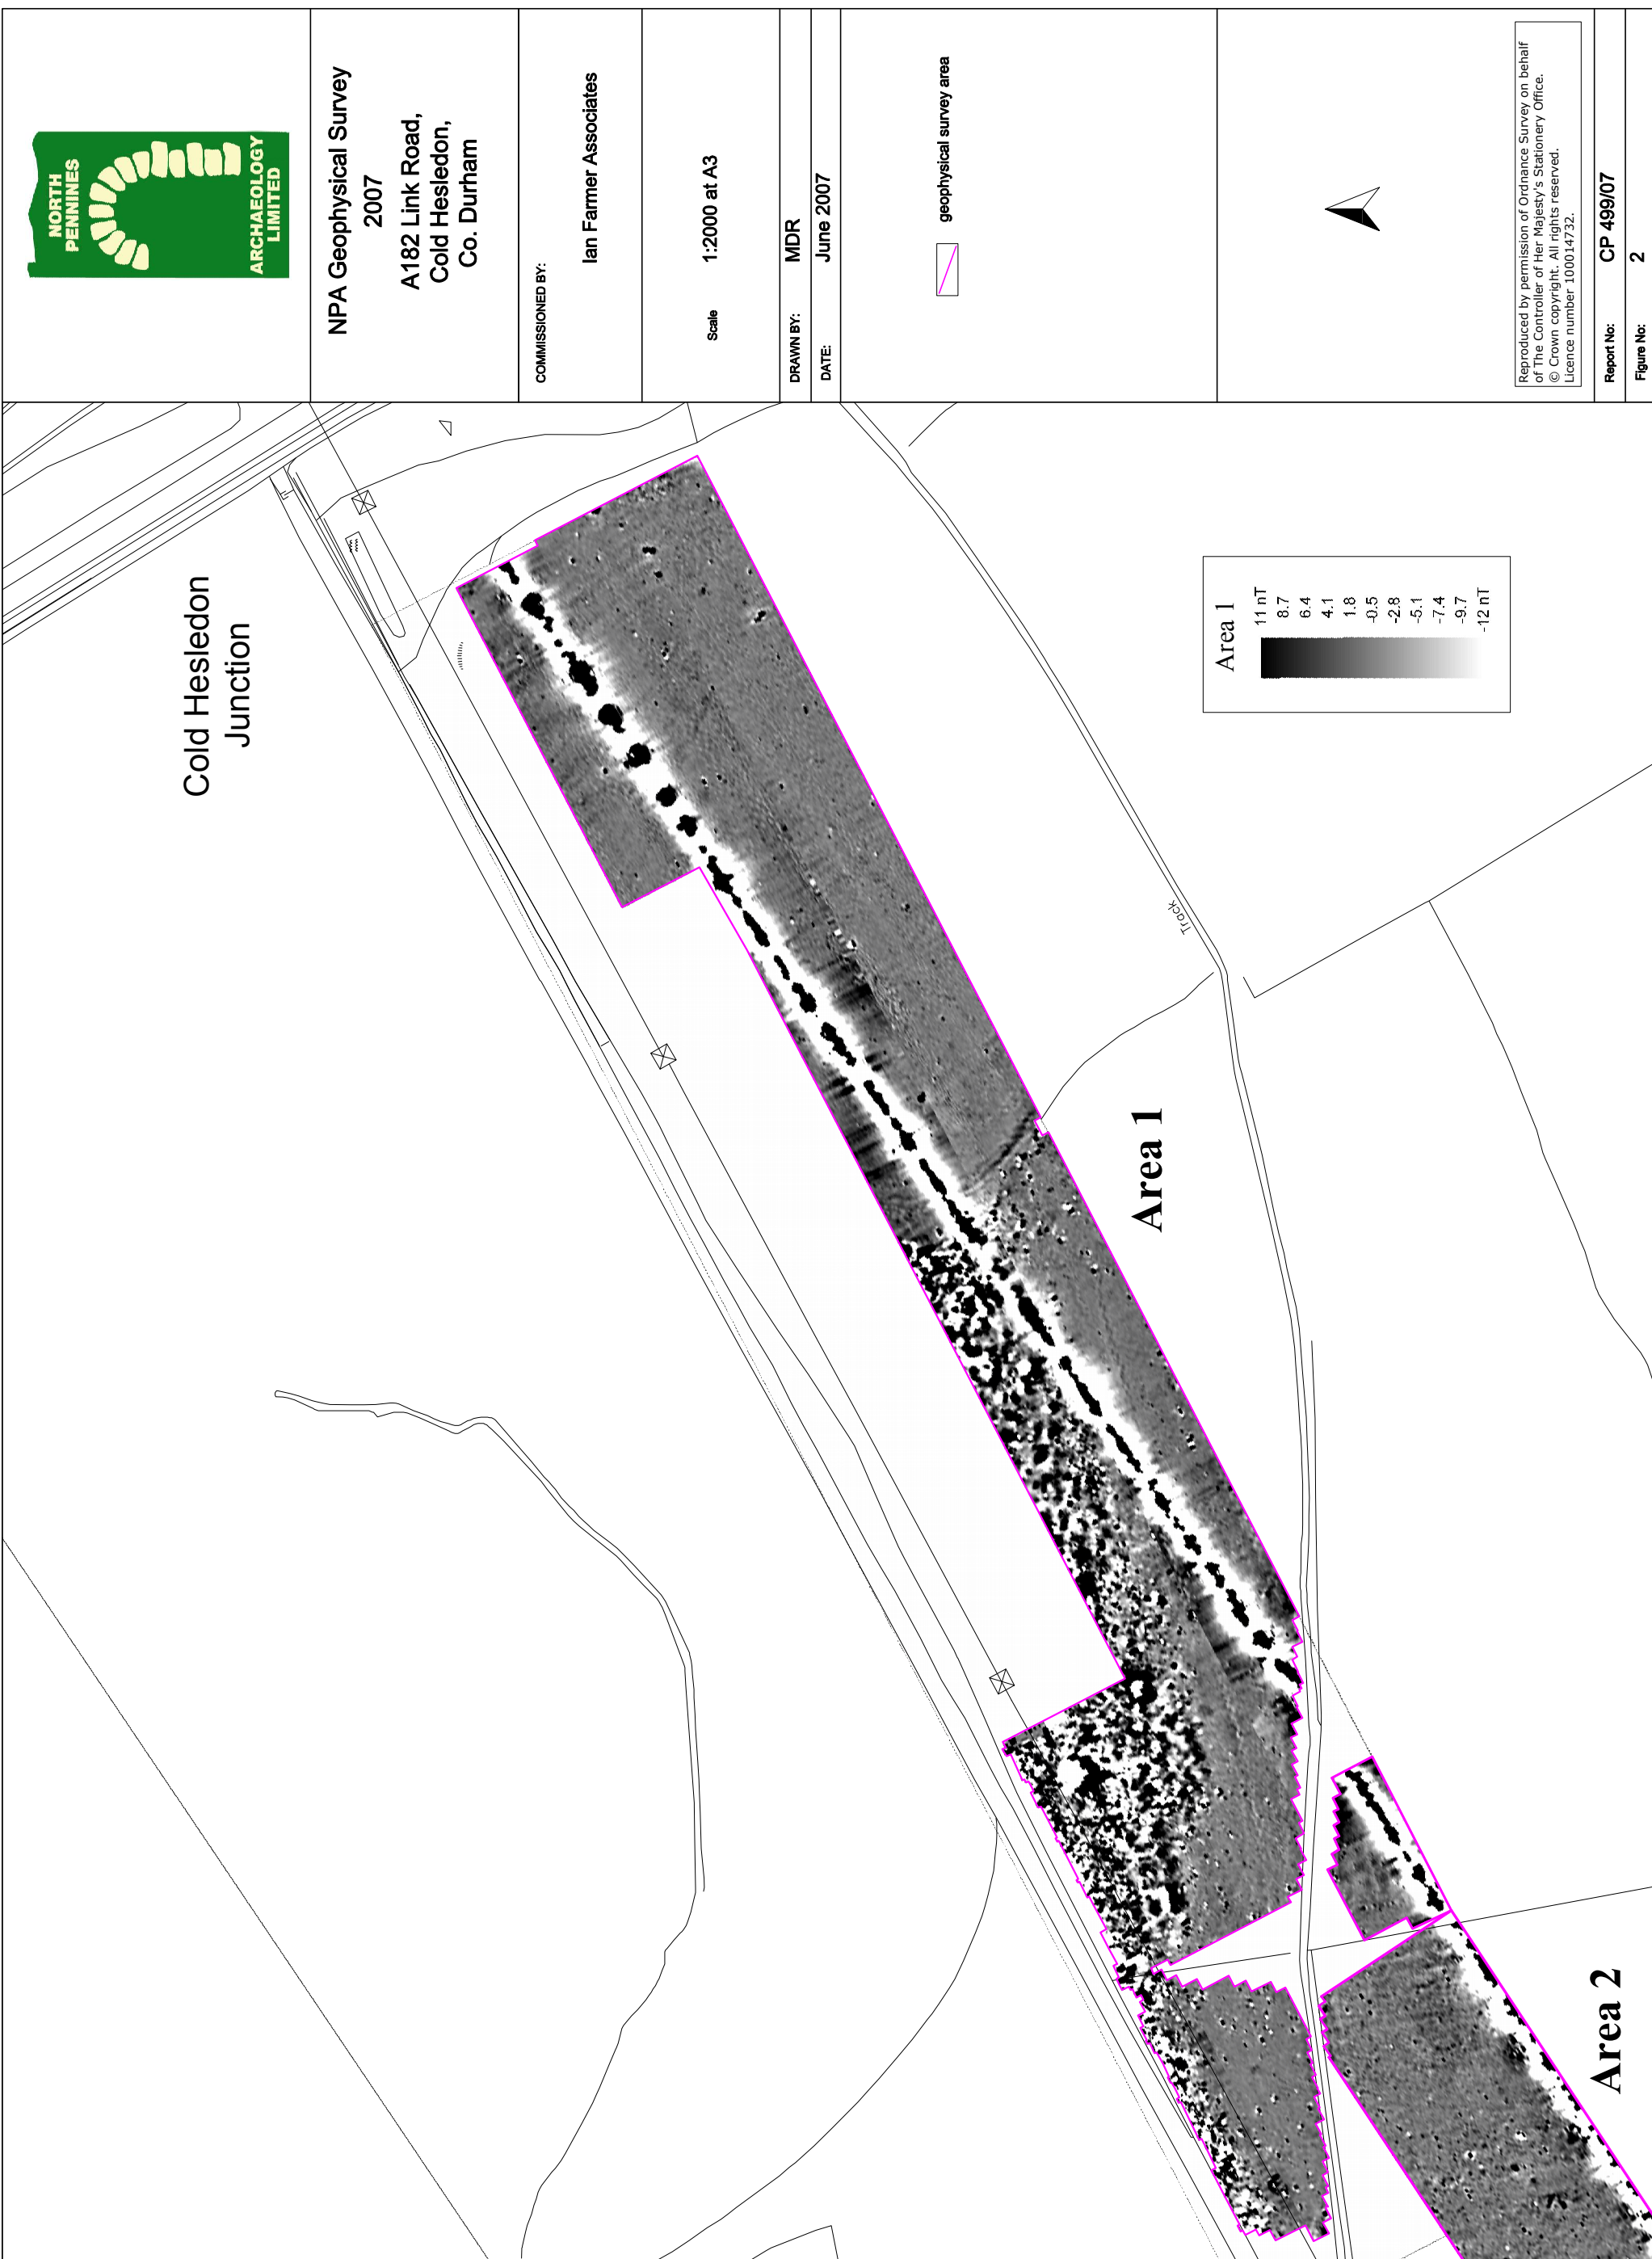 NORTH
PENNINES
ARCHAEOLOGY
LIMITED
NPA Geophysical Survey
2007
A182 Link Road,
Cold Hesledon,
Co. Durham
COMMISSIONED BY:
Ian Farmer Associates
Scale 1:2000 at A3
DRAWN BY: MDR
DATE: June 2007
geophysical survey area
Reproduced by permission of Ordnance Survey on behalf
of The Controller of Her Majesty's Stationery Office.
© Crown copyright. All rights reserved.
Licence number 100014732.
Report No: CP 499/07
Figure No: 2
Cold Hesledon
Junction
Track
Area 1
Area 2
Area 1
11 nT
8.7
6.4
4.1
1.8
-0.5
-2.8
-5.1
-7.4
-9.7
-12 nT